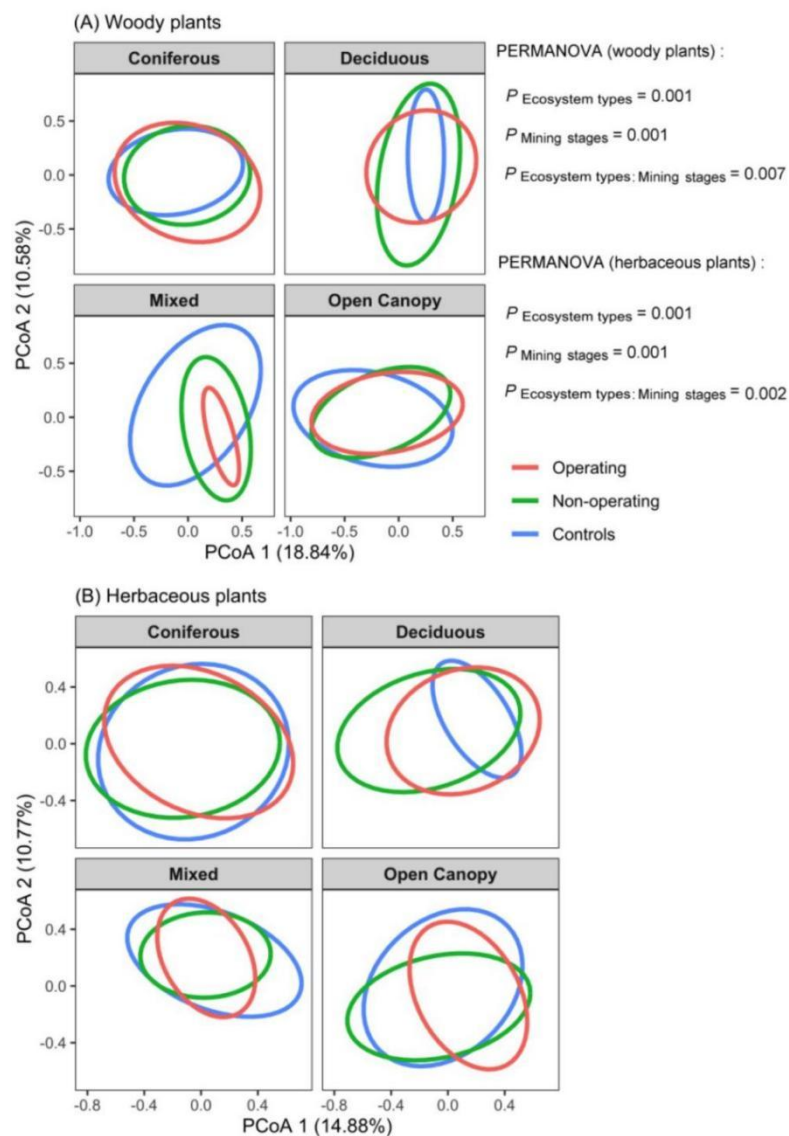 (A) Woody plants
Coniferous
Deciduous
0.5
0.0
-0.5
Mixed
Open Canopy
0.5
0.0
-0.5
-1.0 -0.5 0.0 0.5 -1.0 -0.5 0.0 0.5
PCoA 1 (18.84%)
PCoA 2 (10.58%)
PERMANOVA (woody plants) :
P Ecosystem types = 0.001
P Mining stages = 0.001
P Ecosystem types: Mining stages = 0.007
PERMANOVA (herbaceous plants) :
P Ecosystem types = 0.001
P Mining stages = 0.001
P Ecosystem types: Mining stages = 0.002
Operating
Non-operating
Controls
(B) Herbaceous plants
Coniferous
Deciduous
0.4
0.0
-0.4
Mixed
Open Canopy
0.4
0.0
-0.4
-0.8 -0.4 0.0 0.4 -0.8 -0.4 0.0 0.4
PCoA 1 (14.88%)
PCoA 2 (10.77%)